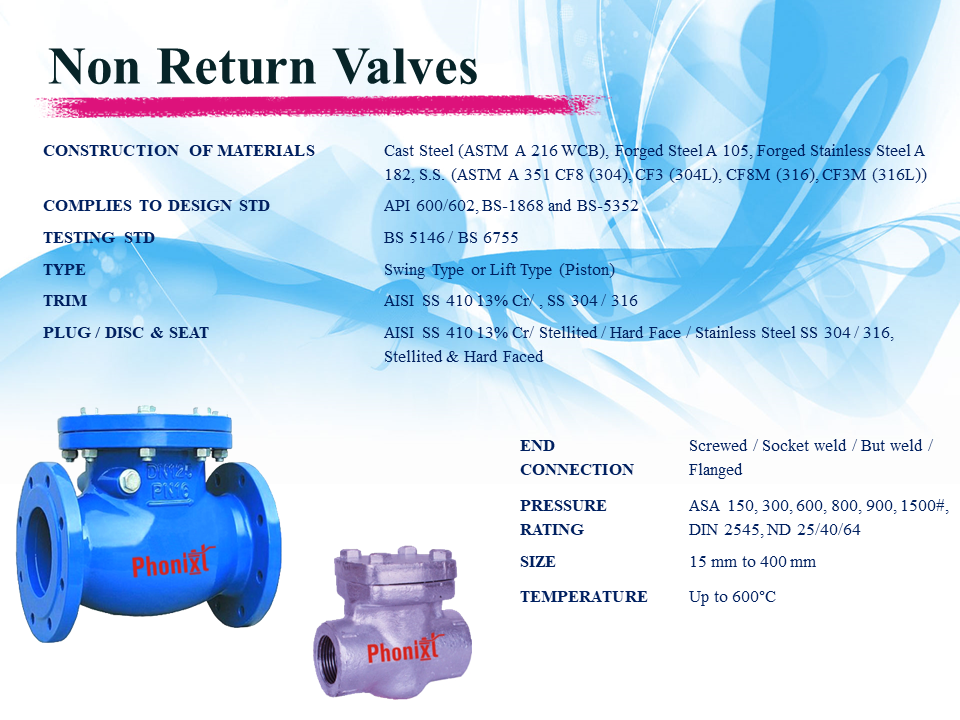 Non Return Valves
CONSTRUCTION OF MATERIALS
Cast Steel (ASTM A 216 WCB), Forged Steel A 105, Forged Stainless Steel A
182, S.S. (ASTM A 351 CF8 (304), CF3 (304L), CF8M (316), CF3M (316L))
COMPLIES TO DESIGN STD
API 600/602, BS-1868 and BS-5352
TESTING STD
BS 5146 / BS 6755
TYPE
Swing Type or Lift Type (Piston)
TRIM
AISI SS 410 13% Cr/ , SS 304 / 316
PLUG / DISC & SEAT
AISI SS 410 13% Cr/ Stellited / Hard Face / Stainless Steel SS 304 / 316,
Stellited & Hard Faced
END
CONNECTION
Screwed / Socket weld / But weld /
Flanged
PRESSURE
RATING
ASA 150, 300, 600, 800, 900, 1500#,
DIN 2545, ND 25/40/64
SIZE
15 mm to 400 mm
TEMPERATURE
Up to 600°C
PN16
Phonixt
Phonixt